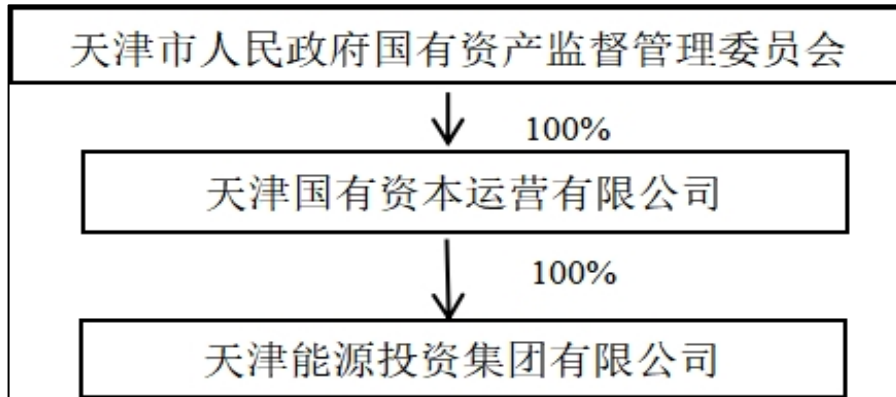 天津市人民政府国有资产监督管理委员会
100%
天津国有资本运营有限公司
100%
天津能源投资集团有限公司